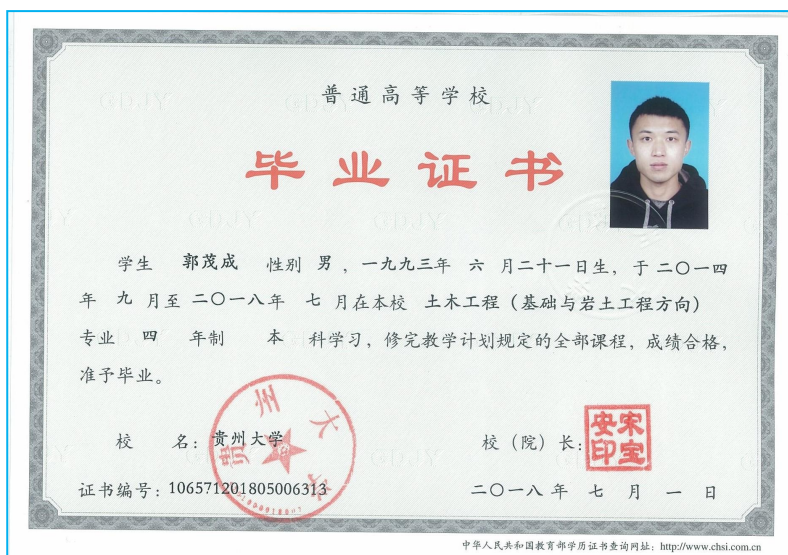 普通高等学校
毕业证书
学生 郭茂成 性别 男 ，一九九三年 六 月二十一日生，于 二〇一四
年 九 月至 二〇一八年 七 月在本校 土木工程（基础与岩土工程方向）
专业 四 年制 本 科学习，修完教学计划规定的全部课程，成绩合格，
准予毕业。
贵州大学
校 名：贵州大学
校（院）长：
宋宝安印
证书编号：106571201805006313
二〇一八 年 七 月 一 日
中华人民共和国教育部学历证书查询网址：http://www.chsi.com.cn